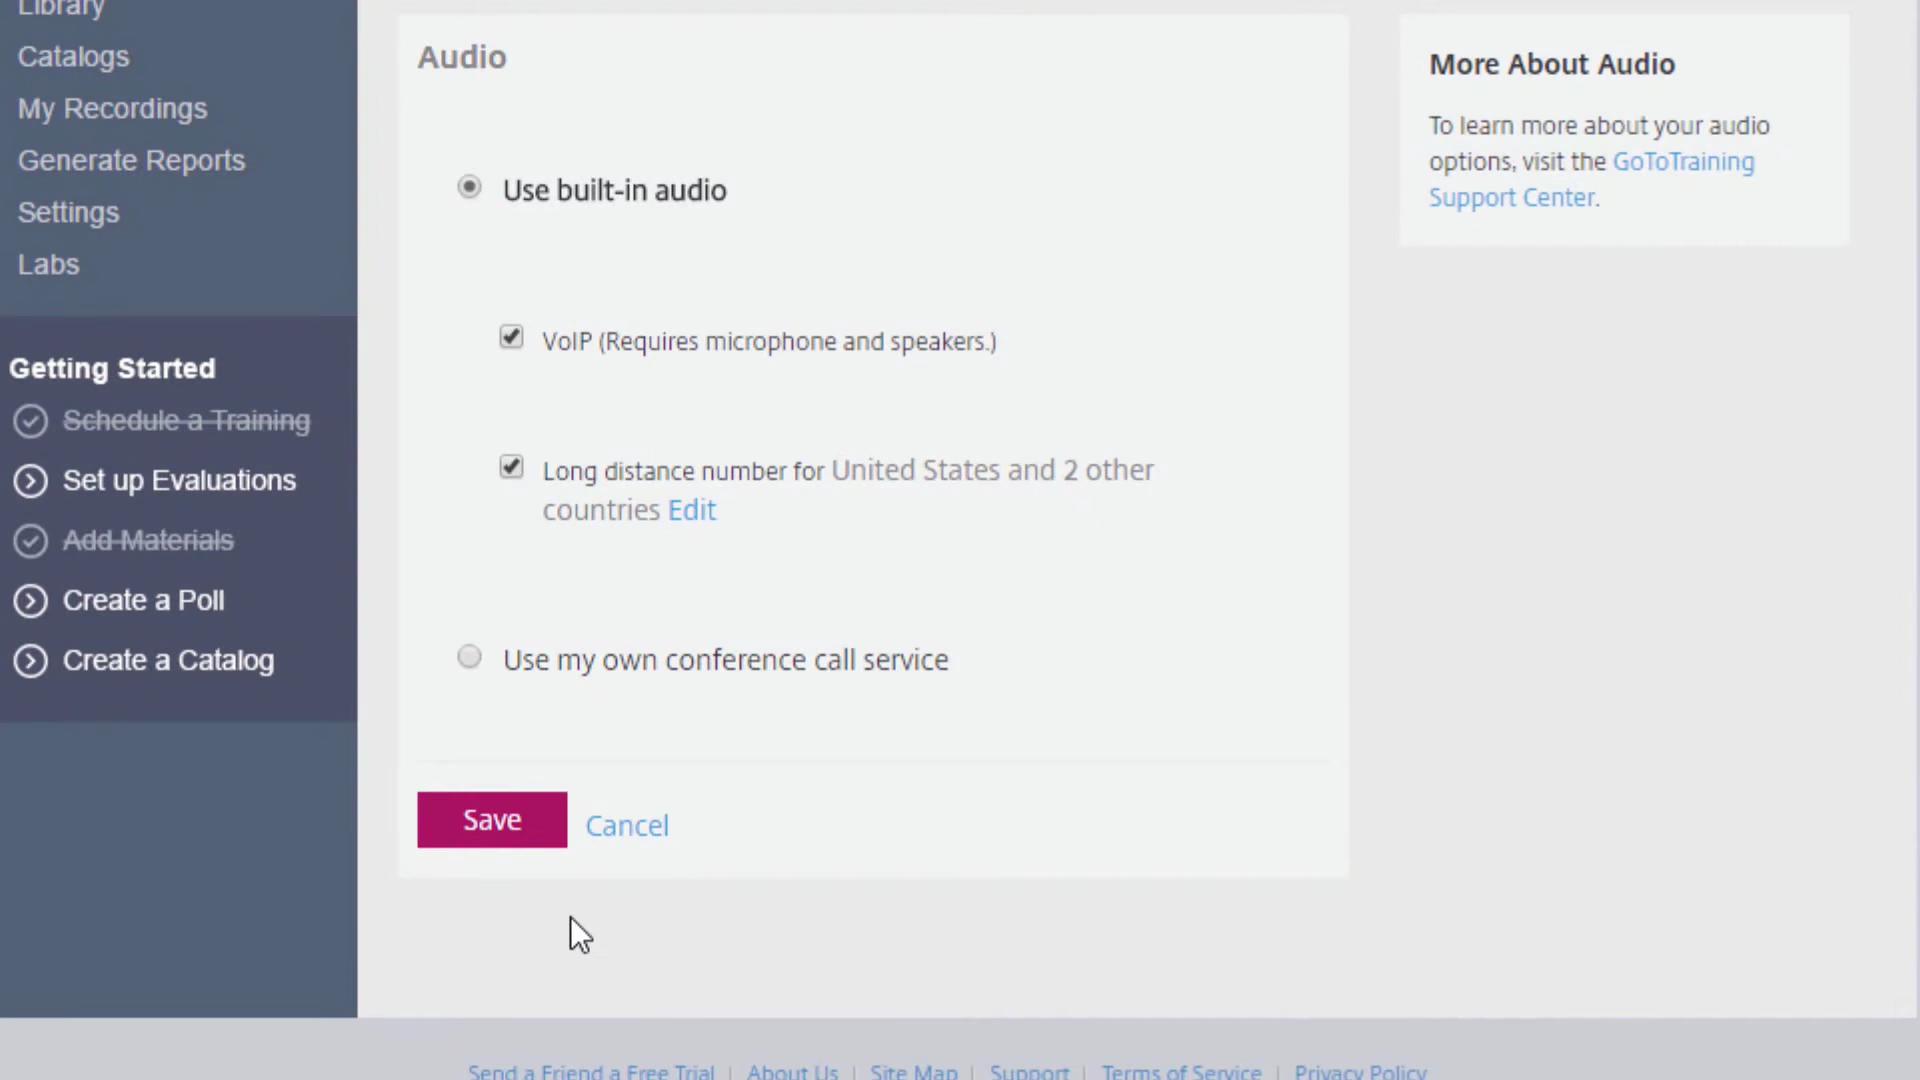 Library
Catalogs
My Recordings
Generate Reports
Settings
Labs
Getting Started
Schedule a Training
Set up Evaluations
Add Materials
Create a Poll
Create a Catalog
Audio
Use built-in audio
VoIP (Requires microphone and speakers.)
Long distance number for United States and 2 other
countries Edit
Use my own conference call service
Save Cancel
More About Audio
To learn more about your audio
options, visit the GoToTraining
Support Center.
Send a Friend a Free Trial | About Us | Site Map | Support | Terms of Service | Privacy Policy